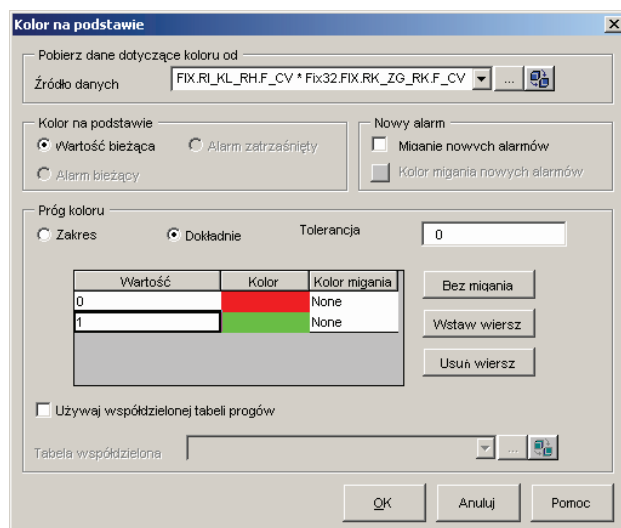 Kolor na podstawie
Pobierz dane dotyczące koloru od
Źródło danych FIX.RI_KL_RH.F_CV * Fix32.FIX.RK_ZG_RK.F_CV ...
Kolor na podstawie
Wartość bieżąca Alarm zatrzaśnięty
Alarm bieżący
Nowy alarm
Miganie nowych alarmów
Kolor migania nowych alarmów
Próg koloru
Zakres Dokładnie Tolerancja 0
Wartość Kolor Kolor migania
0 None
1 None
Bez migania
Wstaw wiersz
Usuń wiersz
Używaj współdzielonej tabeli progów
Tabela współdzielona ...
OK Anuluj Pomoc